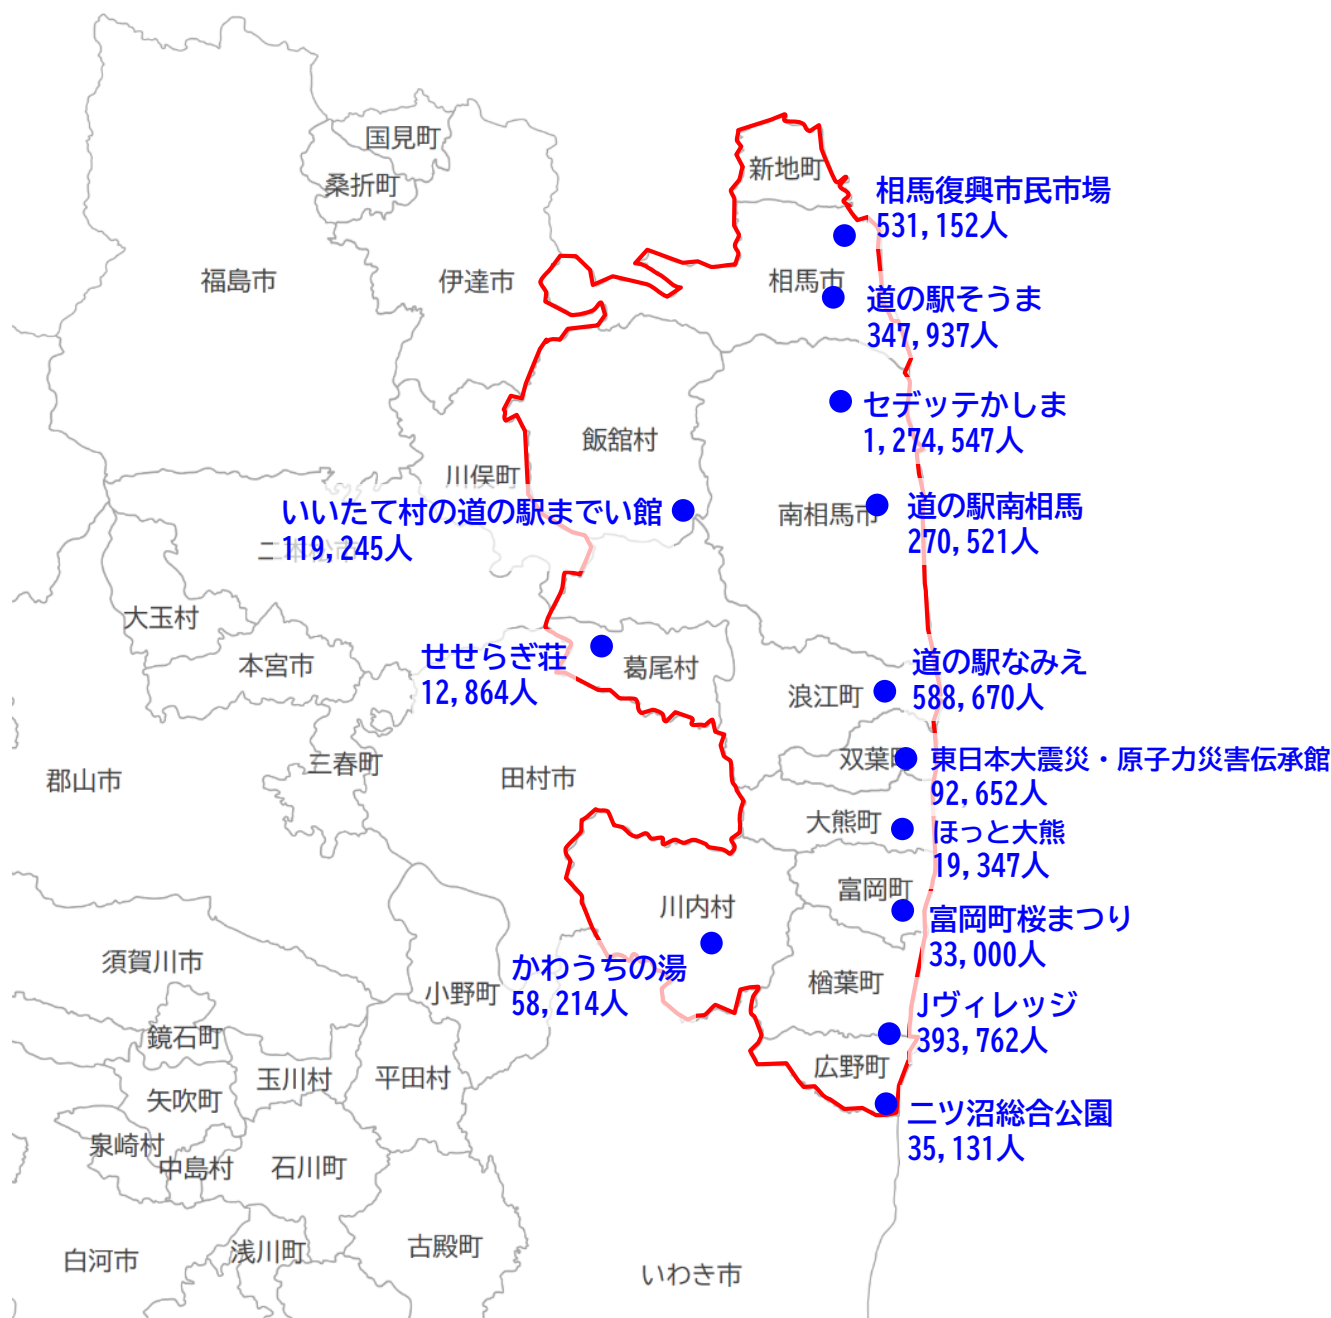 国見町
桑折町
新地町
相馬復興市民市場
531,152人
福島市
伊達市
相馬市
道の駅そうま
347,937人
セデッテかしま
1,274,547人
飯舘村
川俣町
いいたて村の道の駅までい館
119,245人
南相馬市
道の駅南相馬
270,521人
二本松市
大玉村
本宮市
せせらぎ荘
12,864人
葛尾村
浪江町
道の駅なみえ
588,670人
双葉町
東日本大震災・原子力災害伝承館
92,652人
三春町
郡山市
田村市
大熊町
ほっと大熊
19,347人
富岡町
富岡町桜まつり
33,000人
川内村
かわうちの湯
58,214人
須賀川市
小野町
楢葉町
Jヴィレッジ
393,762人
鏡石町
広野町
玉川村
平田村
矢吹町
二ツ沼総合公園
35,131人
泉崎村
中島村
石川町
白河市
浅川町
古殿町
いわき市